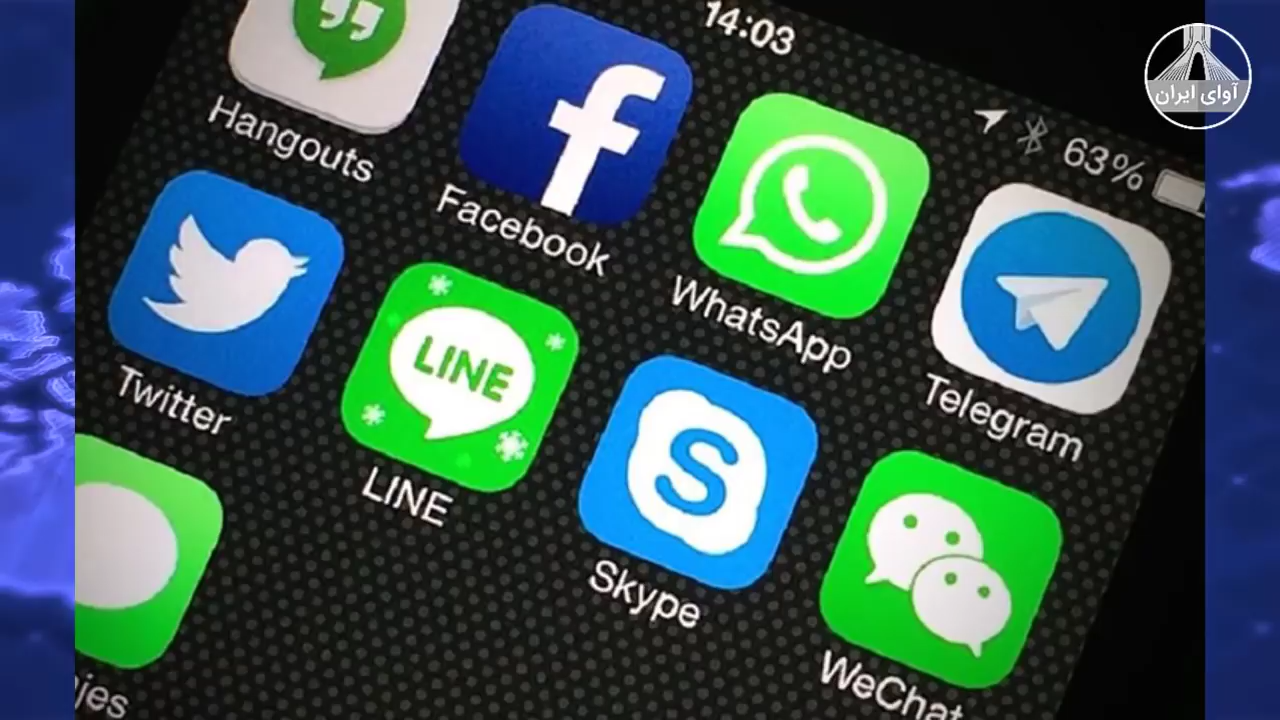 14:03
63%
آوای ایران
Hangouts
Facebook
WhatsApp
Telegram
Twitter
LINE
LINE
Skype
WeChat